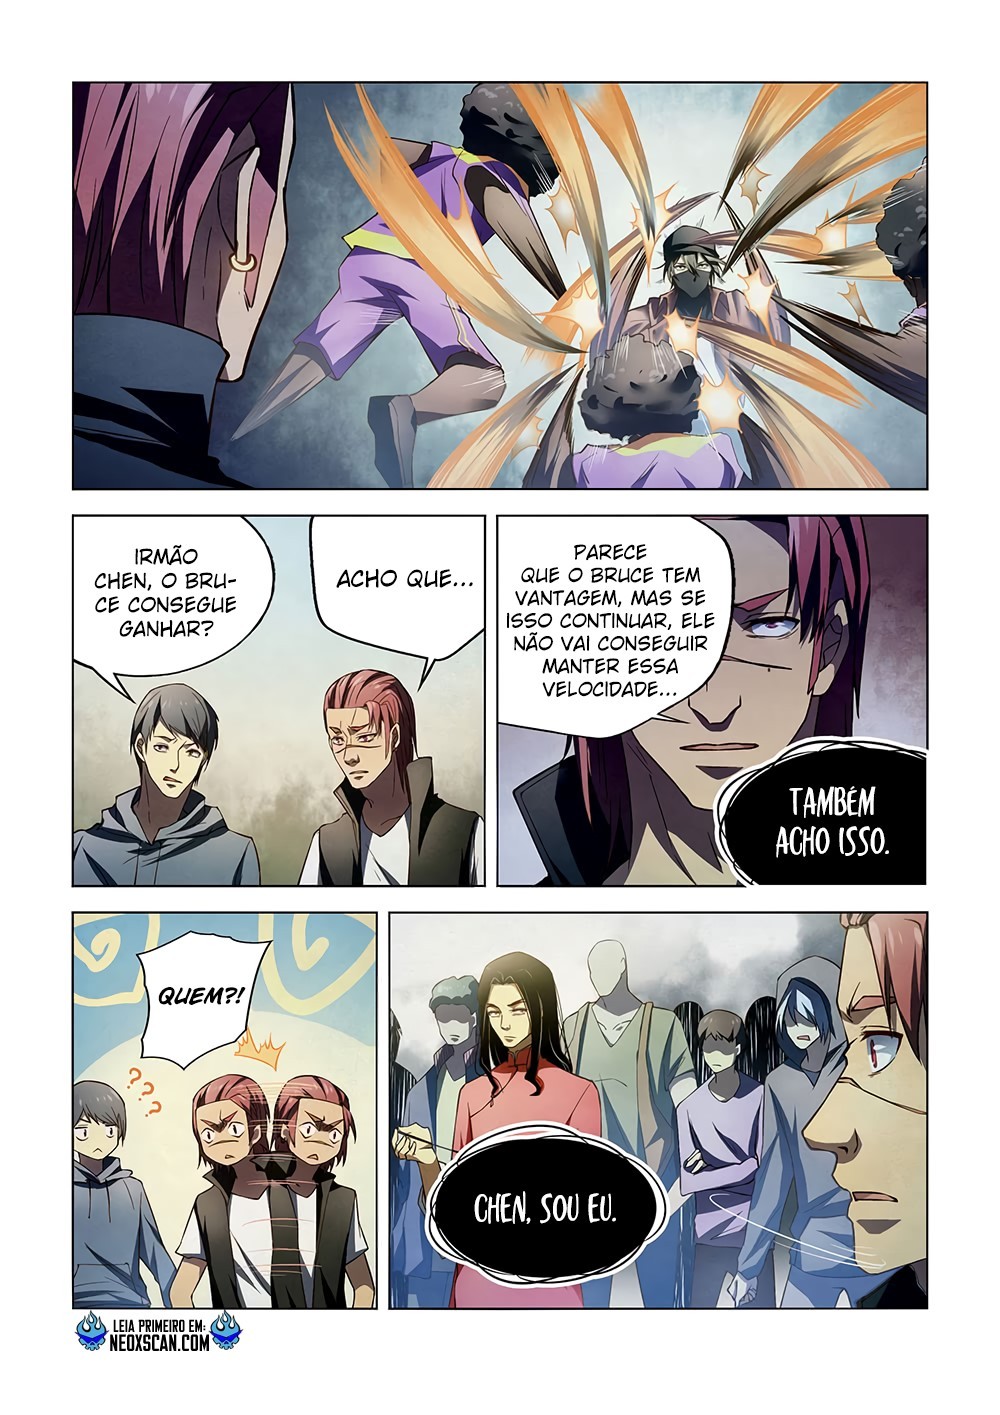 IRMÃO
CHEN, O BRU-
CE CONSEGUE
GANHAR?
ACHO QUE...
PARECE
QUE O BRUCE TEM
VANTAGEM, MAS SE
ISSO CONTINUAR, ELE
NÃO VAI CONSEGUIR
MANTER ESSA
VELOCIDADE...
TAMBÉM
ACHO ISSO.
QUEM?!
???
CHEN, SOU EU.
LEIA PRIMEIRO EM:
NEOXSCAN.COM